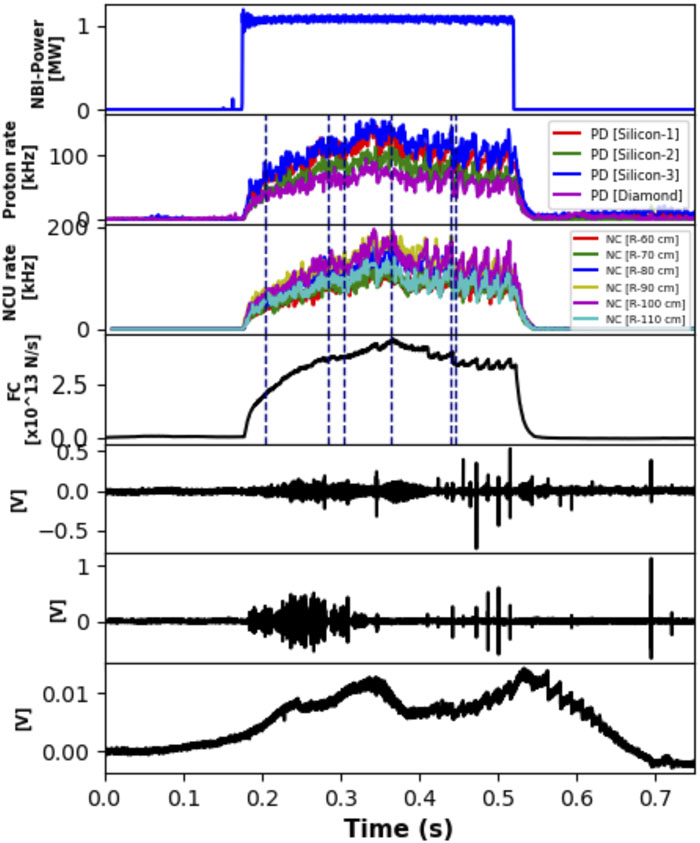 NBI-Power
[MW]
1
0
Proton rate
[kHz]
100
0
PD [Silicon-1]
PD [Silicon-2]
PD [Silicon-3]
PD [Diamond]
NCU rate
[kHz]
200
0
NC [R-60 cm]
NC [R-70 cm]
NC [R-80 cm]
NC [R-90 cm]
NC [R-100 cm]
NC [R-110 cm]
FC
[x10^13 N/s]
2.5
0.0
[V]
0.5
0.0
−0.5
[V]
1
0
[V]
0.01
0.00
0.0 0.1 0.2 0.3 0.4 0.5 0.6 0.7
Time (s)